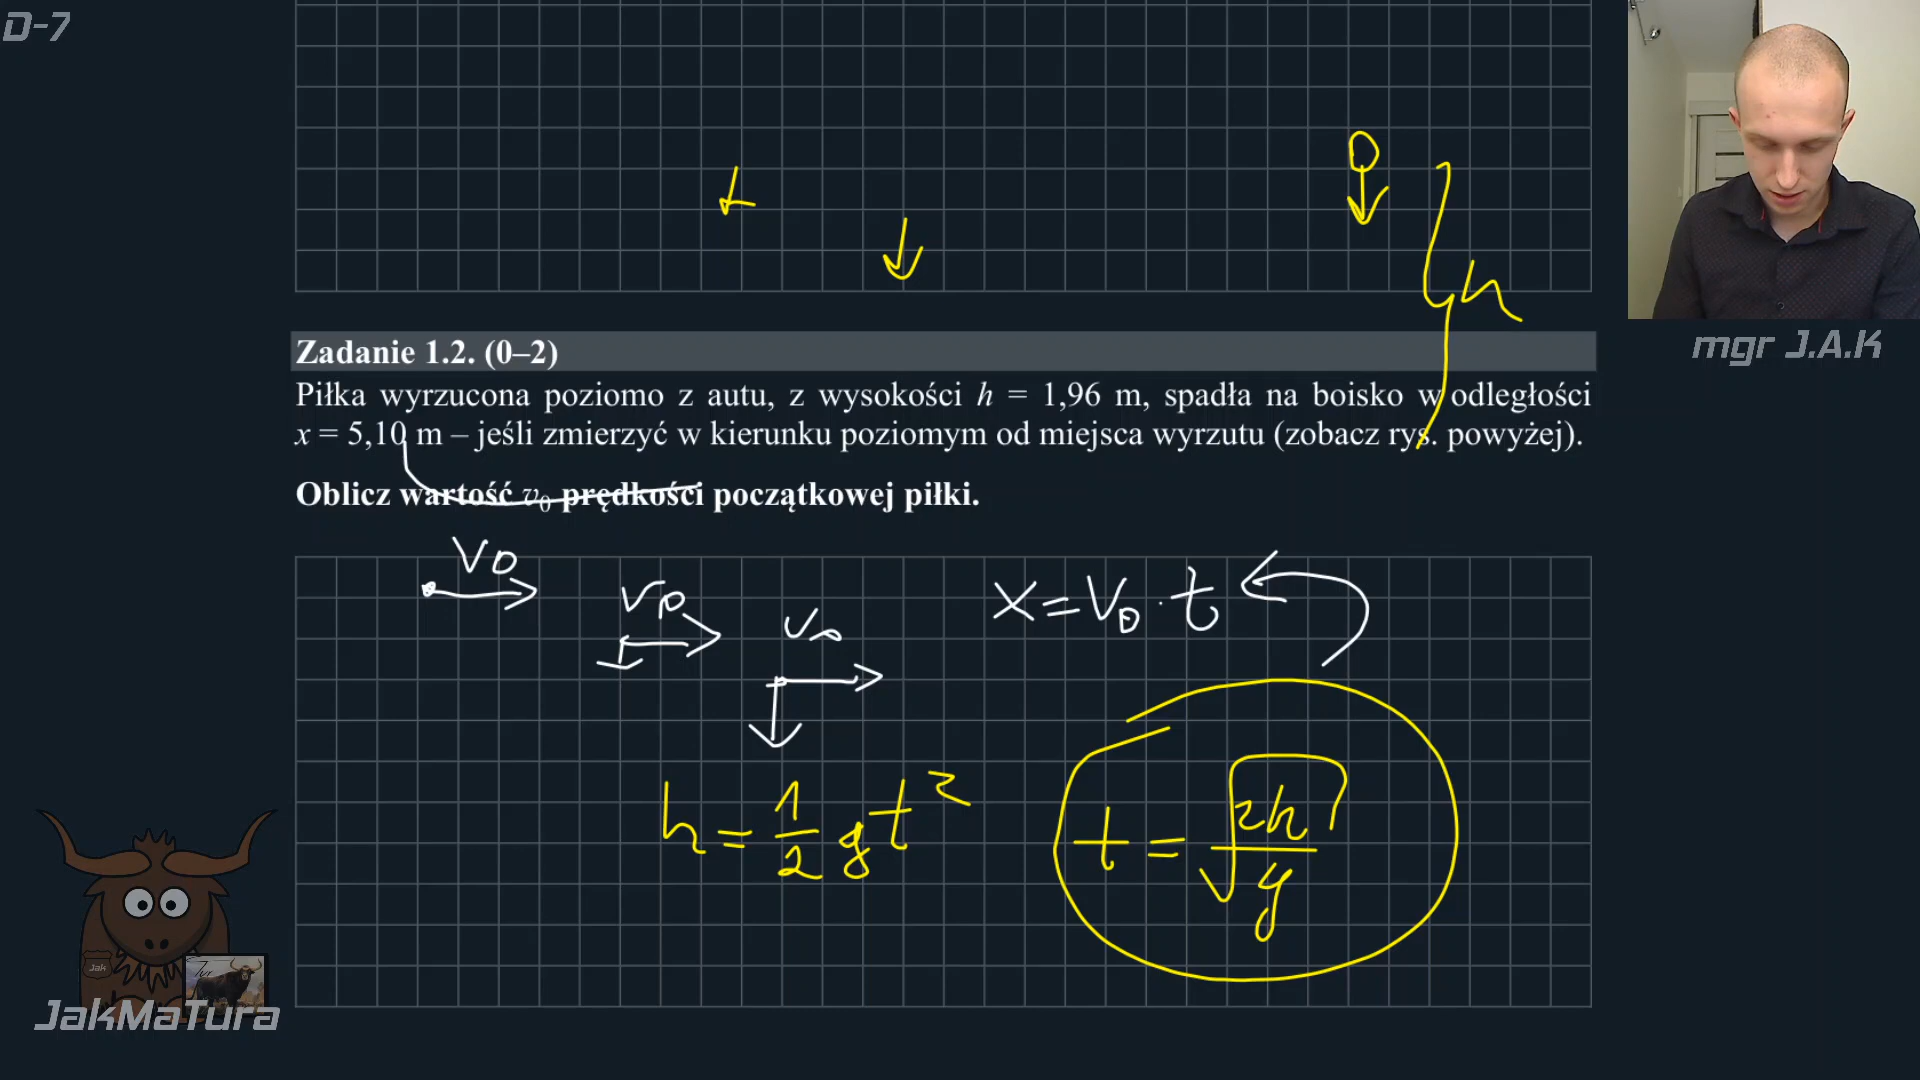 D-7
h
mgr J.A.K
Zadanie 1.2. (0–2)
Piłka wyrzucona poziomo z autu, z wysokości h = 1,96 m, spadła na boisko w odległości
x = 5,10 m – jeśli zmierzyć w kierunku poziomym od miejsca wyrzutu (zobacz rys. powyżej).
Oblicz wartość v₀ prędkości początkowej piłki.
V₀
V₀
V₀
x = V₀ · t
h = 1/2 g t²
t = √(2h/g)
Jak
Tur
JakMaTura